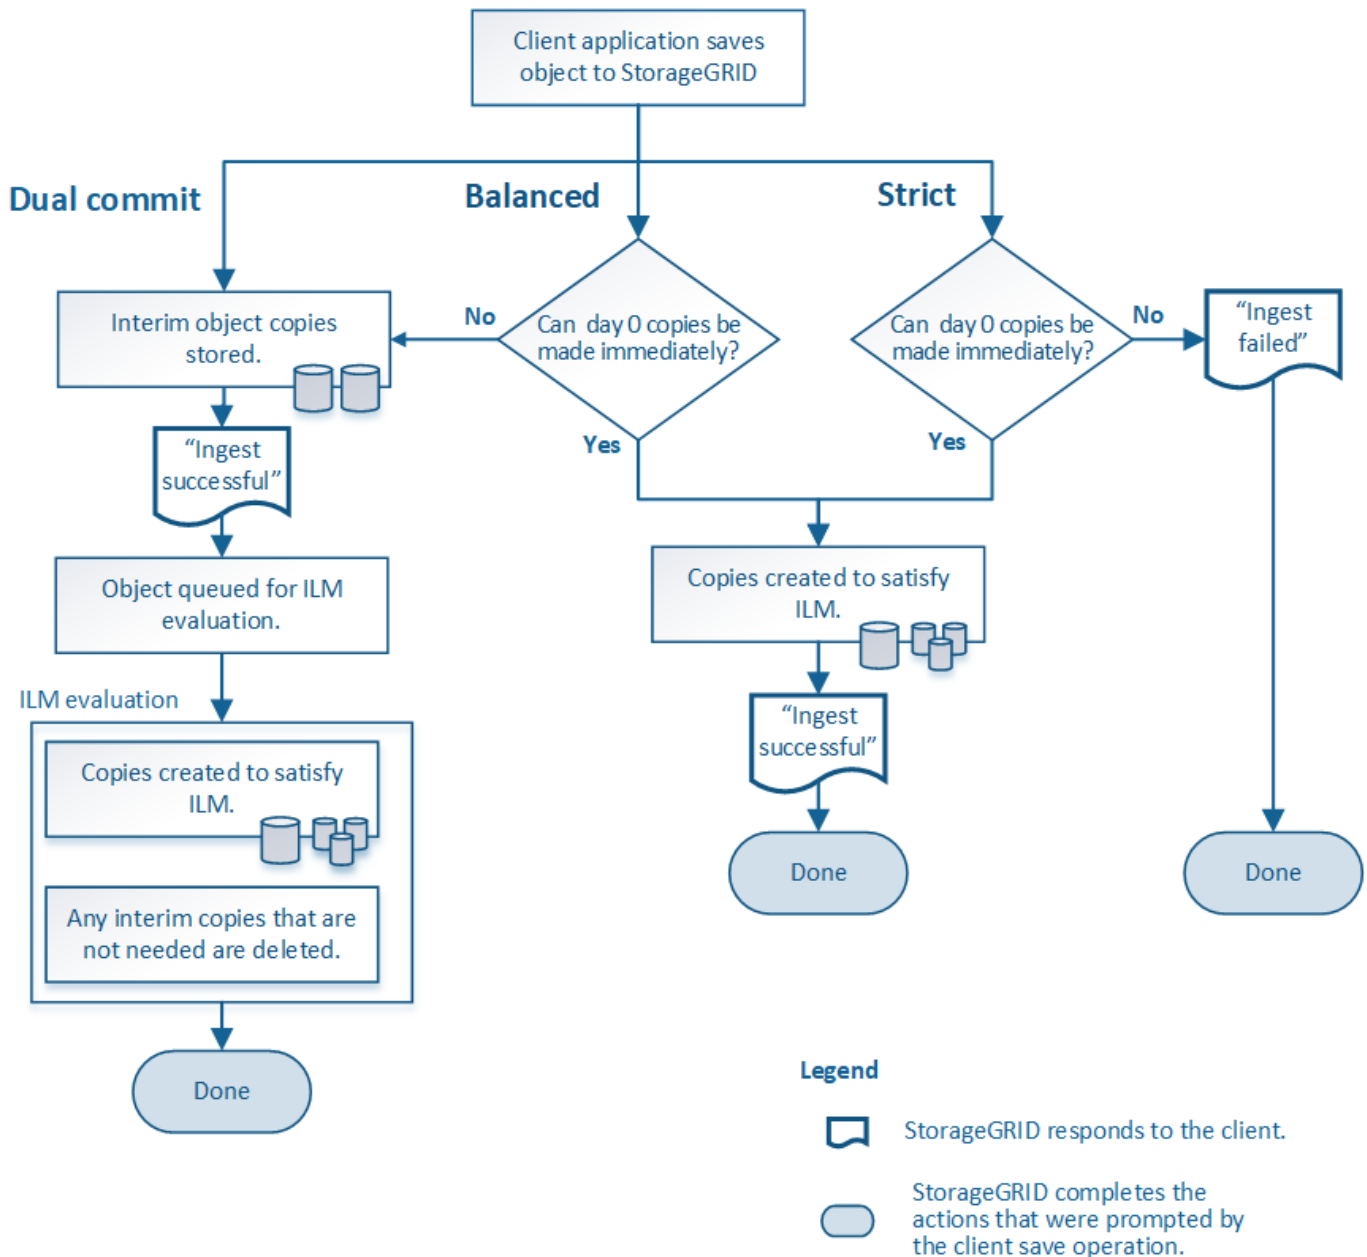 Client application saves
object to StorageGRID
Dual commit
Balanced
Strict
Interim object copies
stored.
No
Can day 0 copies be
made immediately?
Yes
Can day 0 copies be
made immediately?
Yes
No
“Ingest
failed”
“Ingest
successful”
Object queued for ILM
evaluation.
Copies created to satisfy
ILM.
ILM evaluation
“Ingest
successful”
Copies created to satisfy
ILM.
Any interim copies that are
not needed are deleted.
Done
Done
Done
Legend
StorageGRID responds to the client.
StorageGRID completes the
actions that were prompted by
the client save operation.